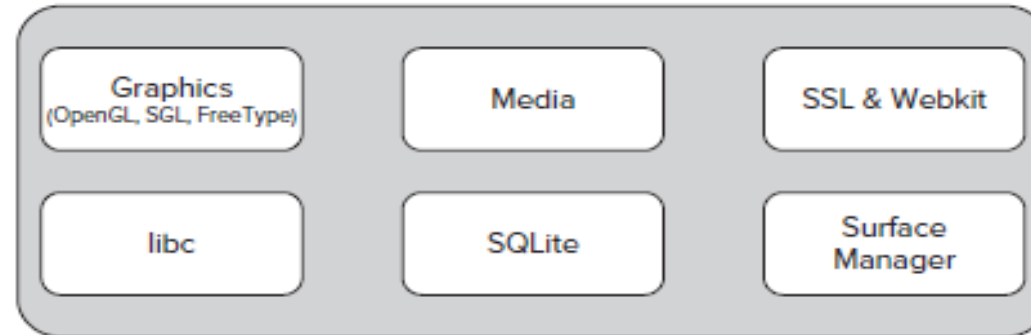 Graphics
(OpenGL, SGL, FreeType)
Media
SSL & Webkit
libc
SQLite
Surface
Manager